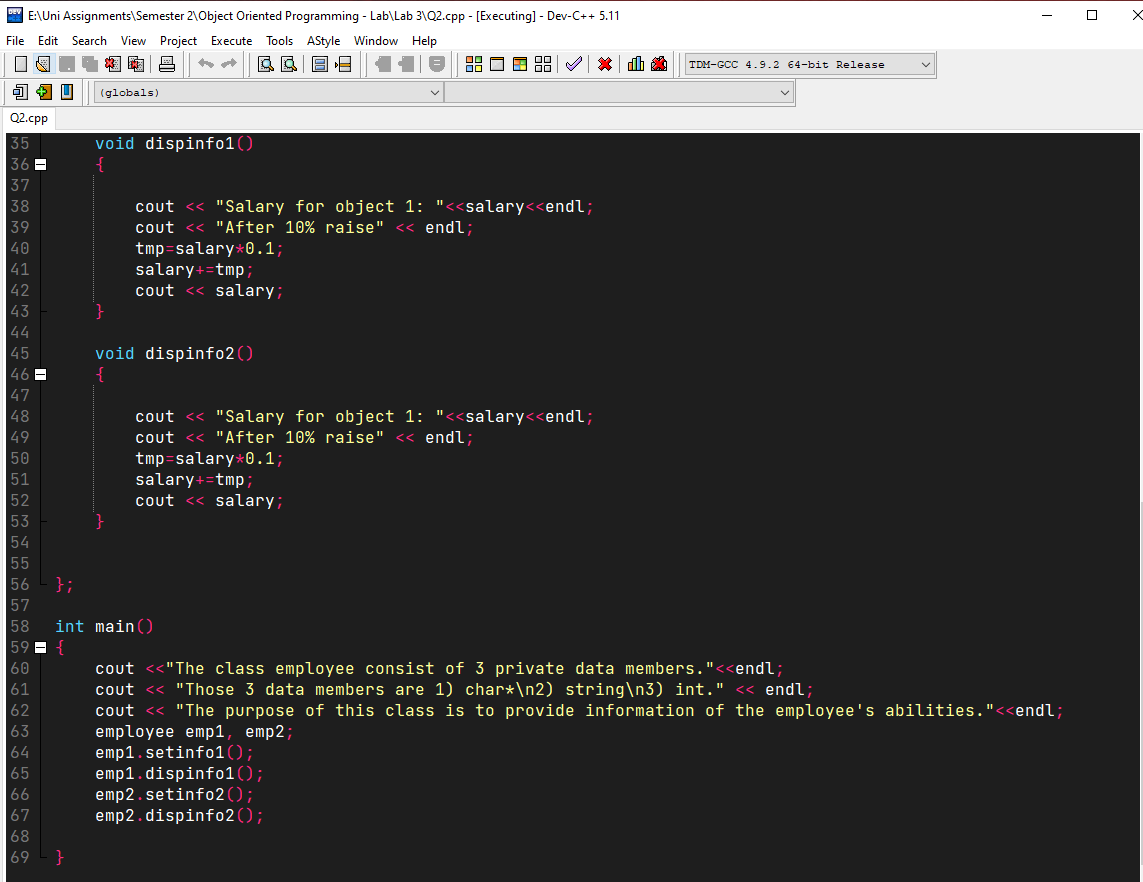 E:\Uni Assignments\Semester 2\Object Oriented Programming - Lab\Lab 3\Q2.cpp - [Executing] - Dev-C++ 5.11
File Edit Search View Project Execute Tools AStyle Window Help
TDM-GCC 4.9.2 64-bit Release
(globals)
Q2.cpp
35 void dispinfo1()
36 {
37
38 cout << "Salary for object 1: "<<salary<<endl;
39 cout << "After 10% raise" << endl;
40 tmp=salary*0.1;
41 salary+=tmp;
42 cout << salary;
43 }
44
45 void dispinfo2()
46 {
47
48 cout << "Salary for object 1: "<<salary<<endl;
49 cout << "After 10% raise" << endl;
50 tmp=salary*0.1;
51 salary+=tmp;
52 cout << salary;
53 }
54
55
56 };
57
58 int main()
59 {
60 cout <<"The class employee consist of 3 private data members."<<endl;
61 cout << "Those 3 data members are 1) char*\n2) string\n3) int." << endl;
62 cout << "The purpose of this class is to provide information of the employee's abilities."<<endl;
63 employee emp1, emp2;
64 emp1.setinfo1();
65 emp1.dispinfo1();
66 emp2.setinfo2();
67 emp2.dispinfo2();
68
69 }